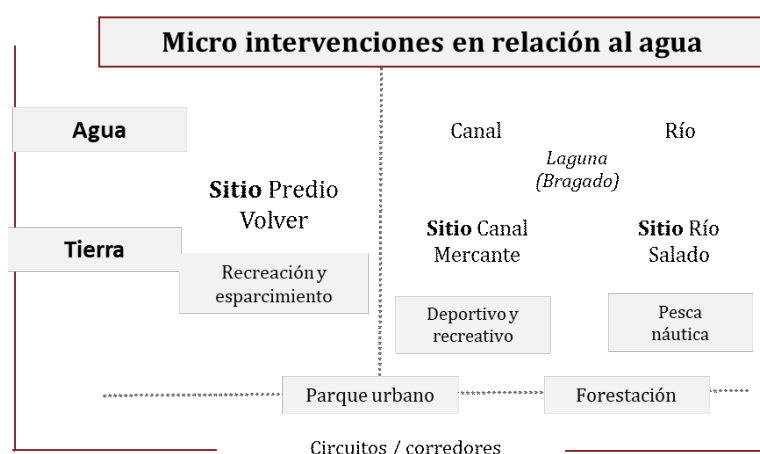 Micro intervenciones en relación al agua
Agua
Canal
Río
Laguna
(Bragado)
Sitio Predio
Volver
Tierra
Sitio Canal
Mercante
Sitio Río
Salado
Recreación y
esparcimiento
Deportivo y
recreativo
Pesca
náutica
Parque urbano
Forestación
Circuitos / corredores